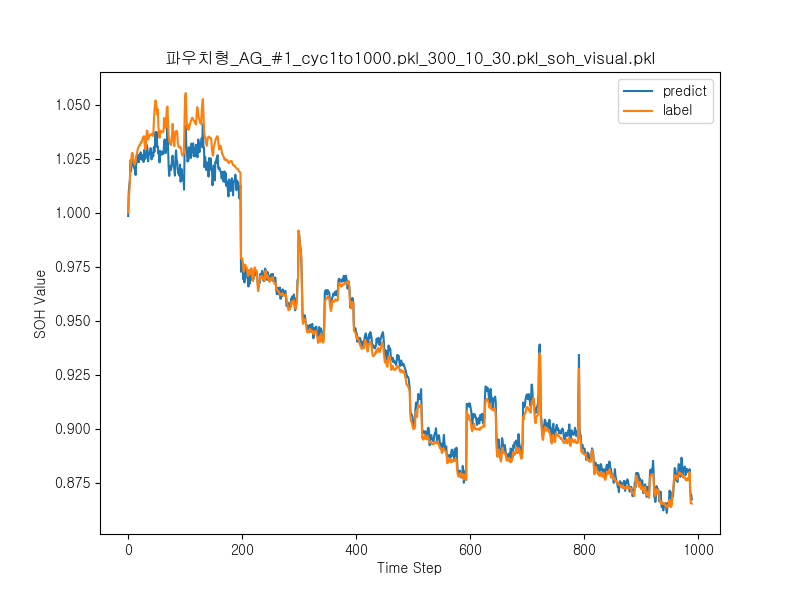 파우치형_AG_#1_cyc1to1000.pkl_300_10_30.pkl_soh_visual.pkl
predict
label
1.050
1.025
1.000
0.975
0.950
0.925
0.900
0.875
SOH Value
0 200 400 600 800 1000
Time Step